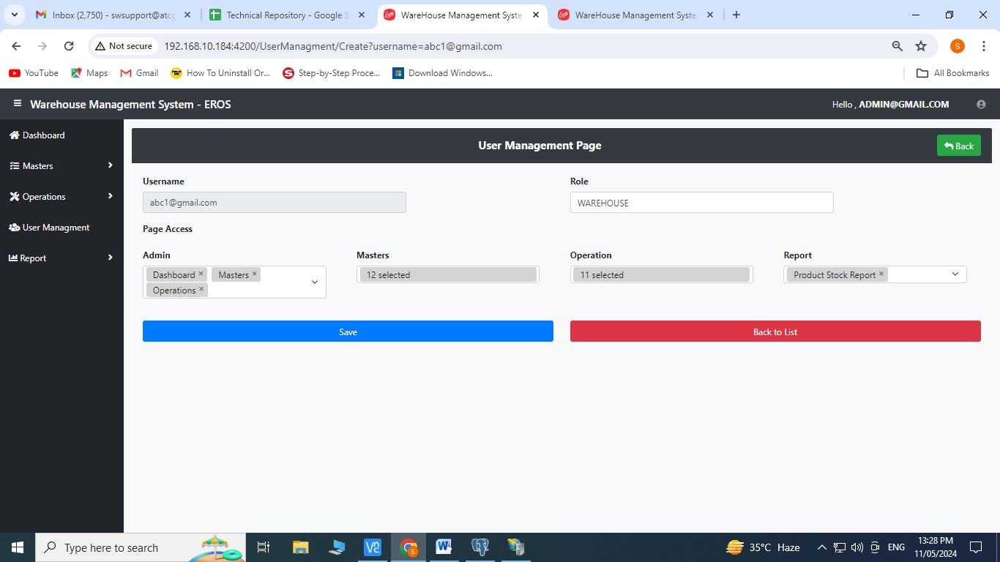 Inbox (2,750) - swsupport@atcg
Technical Repository - Google S
WareHouse Management Syste
WareHouse Management Syste
Not secure
192.168.10.184:4200/UserManagment/Create?username=abc1@gmail.com
S
YouTube
Maps
Gmail
How To Uninstall Or...
Step-by-Step Proce...
Download Windows...
All Bookmarks
Warehouse Management System - EROS
Hello , ADMIN@GMAIL.COM
Dashboard
Masters
Operations
User Managment
Report
User Management Page
Back
Username
Role
abc1@gmail.com
WAREHOUSE
Page Access
Admin
Masters
Operation
Report
Dashboard × Masters ×
Operations ×
12 selected
11 selected
Product Stock Report ×
Save
Back to List
Type here to search
35°C Haze
ENG
13:28 PM
11/05/2024